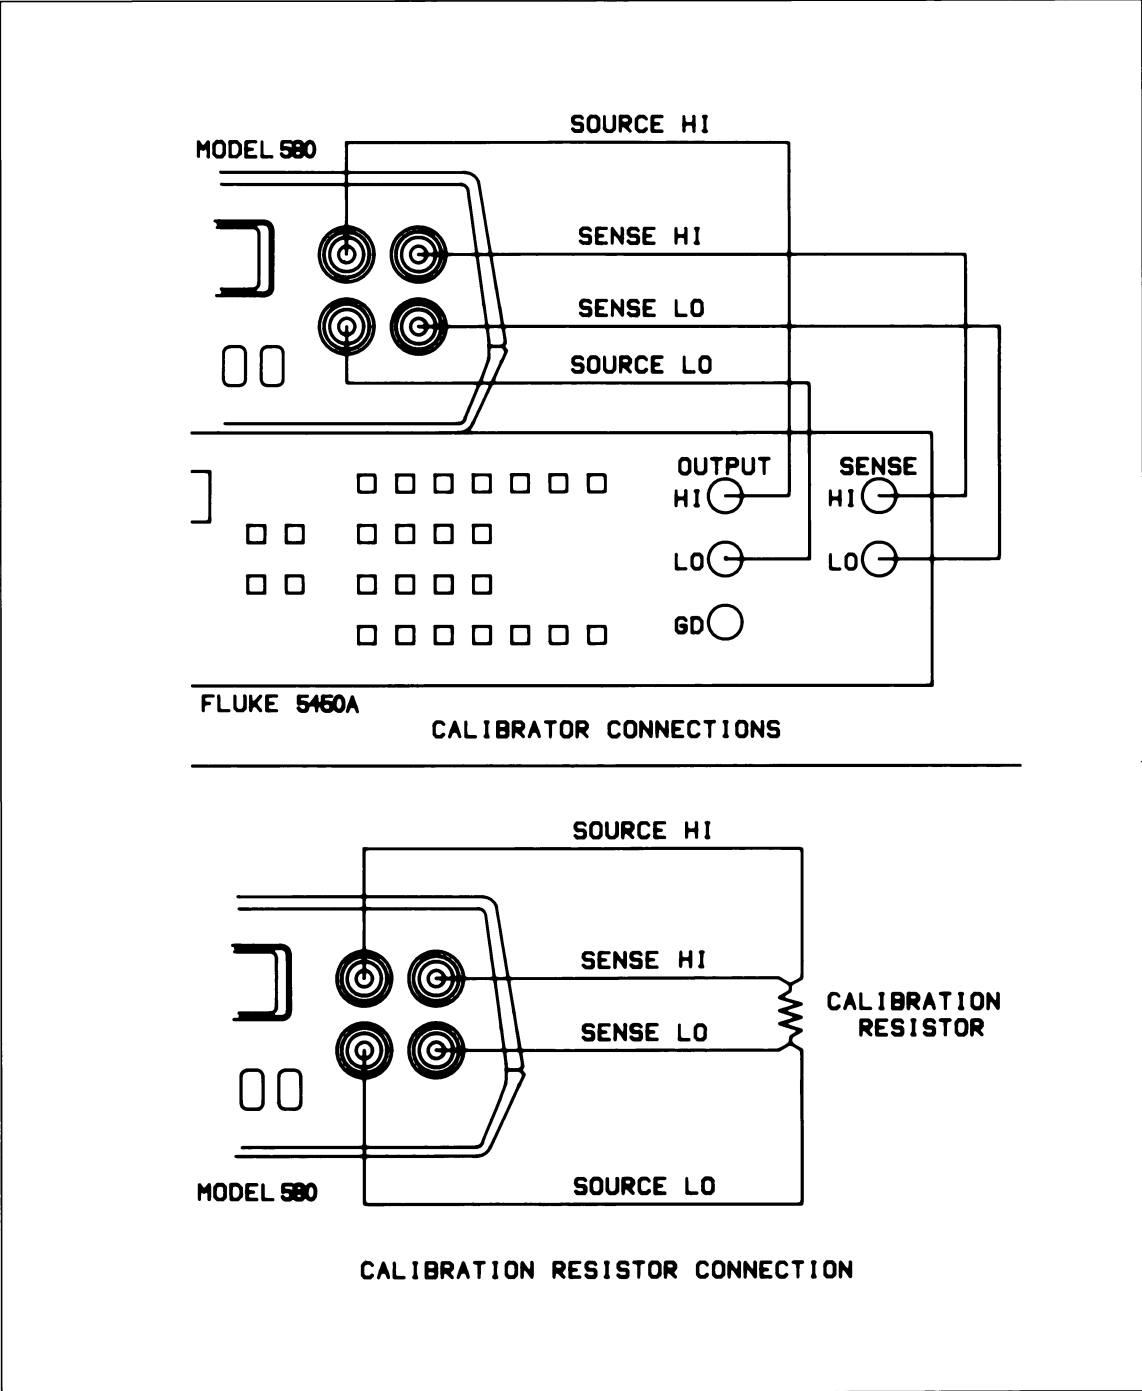 SOURCE HI
MODEL 580
SENSE HI
SENSE LO
SOURCE LO
OUTPUT
SENSE
HI
HI
LO
LO
GD
FLUKE 5450A
CALIBRATOR CONNECTIONS
SOURCE HI
SENSE HI
CALIBRATION
RESISTOR
SENSE LO
SOURCE LO
MODEL 580
CALIBRATION RESISTOR CONNECTION